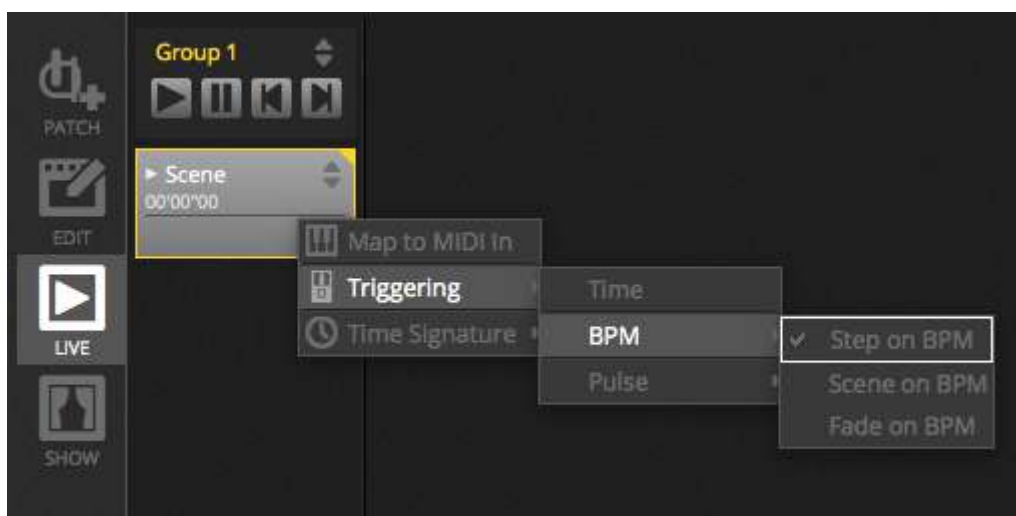 PATCH
EDIT
LIVE
SHOW
Group 1
Scene
00'00"00
Map to MIDI In
Triggering
Time Signature
Time
BPM
Pulse
Step on BPM
Scene on BPM
Fade on BPM